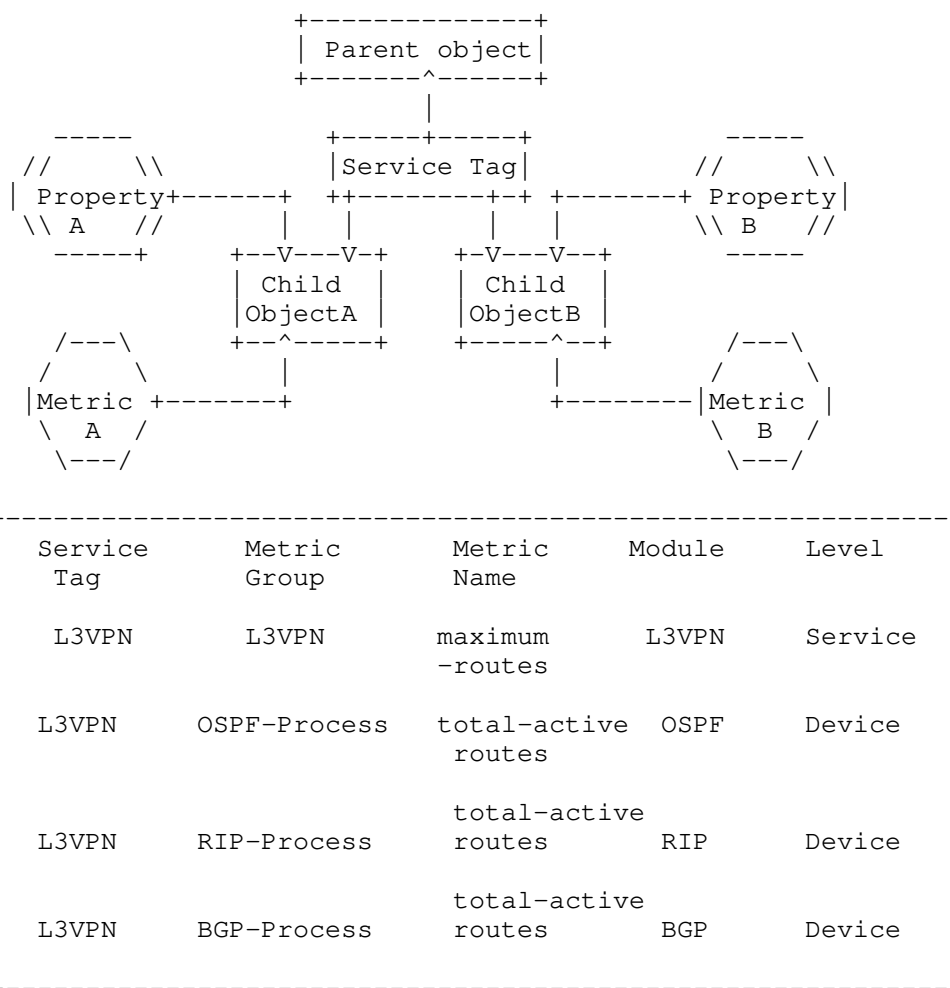 Parent object
Service Tag
Property Property
A B
Child Child
ObjectA ObjectB
Metric Metric
A B
Service Metric Metric Module Level
Tag Group Name
L3VPN L3VPN maximum L3VPN Service
-routes
L3VPN OSPF-Process total-active OSPF Device
routes
total-active
L3VPN RIP-Process routes RIP Device
total-active
L3VPN BGP-Process routes BGP Device